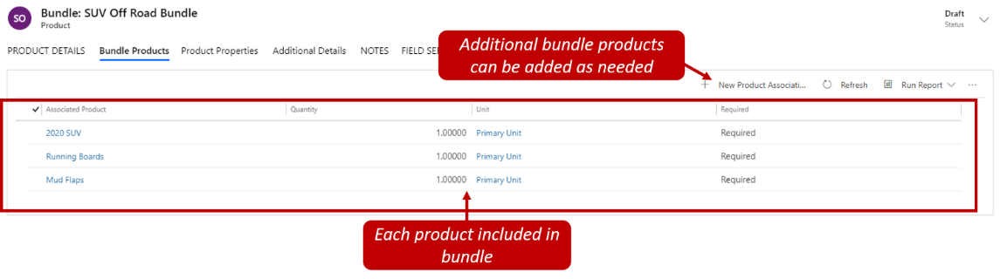 SO
Bundle: SUV Off Road Bundle
Product
Draft
Status
PRODUCT DETAILS Bundle Products Product Properties Additional Details NOTES FIELD SE
Additional bundle products
can be added as needed
New Product Associati... Refresh Run Report ...
Associated Product Quantity Unit Required
2020 SUV 1.00000 Primary Unit Required
Running Boards 1.00000 Primary Unit Required
Mud Flaps 1.00000 Primary Unit Required
Each product included in
bundle